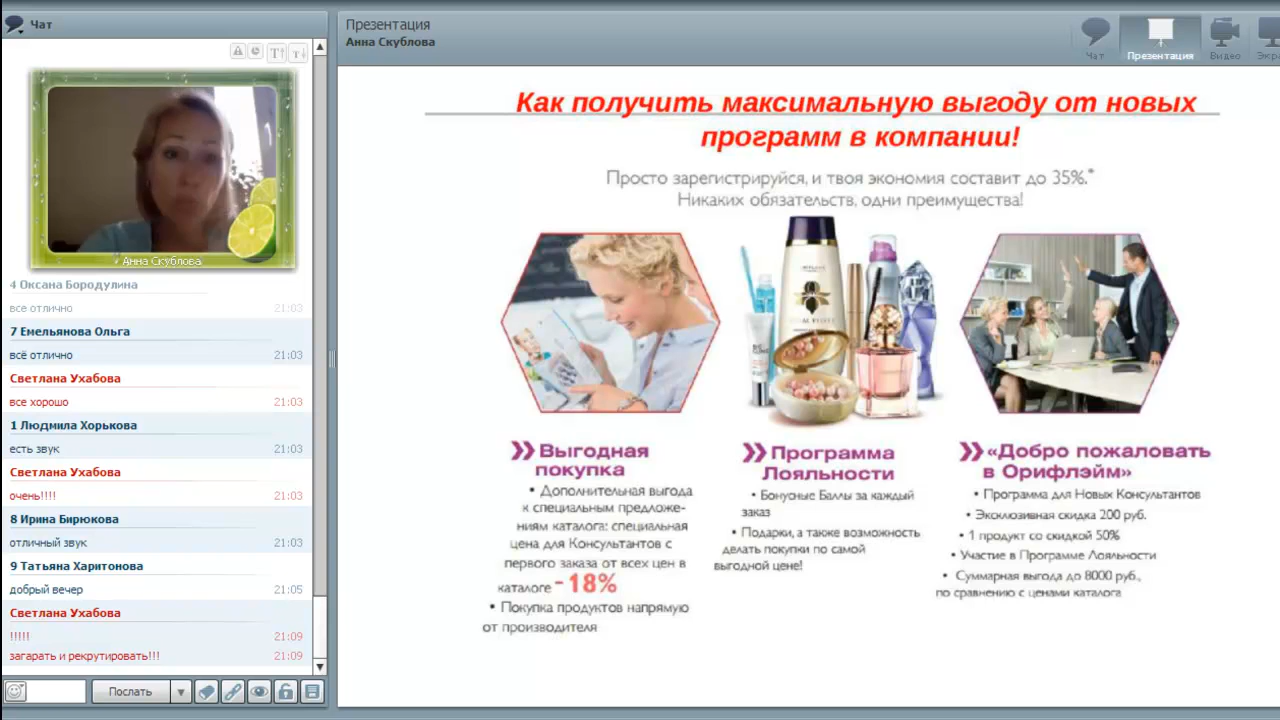 Чат
Анна Скублова
4 Оксана Бородулина
все отлично 21:03
7 Емельянова Ольга
всё отлично 21:03
Светлана Ухабова
все хорошо 21:03
1 Людмила Хорькова
есть звук 21:03
Светлана Ухабова
очень!!!! 21:03
8 Ирина Бирюкова
отличный звук 21:03
9 Татьяна Харитонова
добрый вечер 21:05
Светлана Ухабова
!!!!! 21:09
загарать и рекрутировать!!! 21:09
Послать
Презентация
Анна Скублова
Чат Презентация Видео Экра
Как получить максимальную выгоду от новых
программ в компании!
Просто зарегистрируйся, и твоя экономия составит до 35%.*
Никаких обязательств, одни преимущества!
Выгодная
покупка
• Дополнительная выгода
к специальным предложе-
ниям каталога: специальная
цена для Консультантов с
первого заказа от всех цен в
каталоге -18%
• Покупка продуктов напрямую
от производителя
Программа
Лояльности
• Бонусные Баллы за каждый
заказ
• Подарки, а также возможность
делать покупки по самой
выгодной цене!
«Добро пожаловать
в Орифлэйм»
• Программа для Новых Консультантов
• Эксклюзивная скидка 200 руб.
• 1 продукт со скидкой 50%
• Участие в Программе Лояльности
• Суммарная выгода до 8000 руб.,
по сравнению с ценами каталога